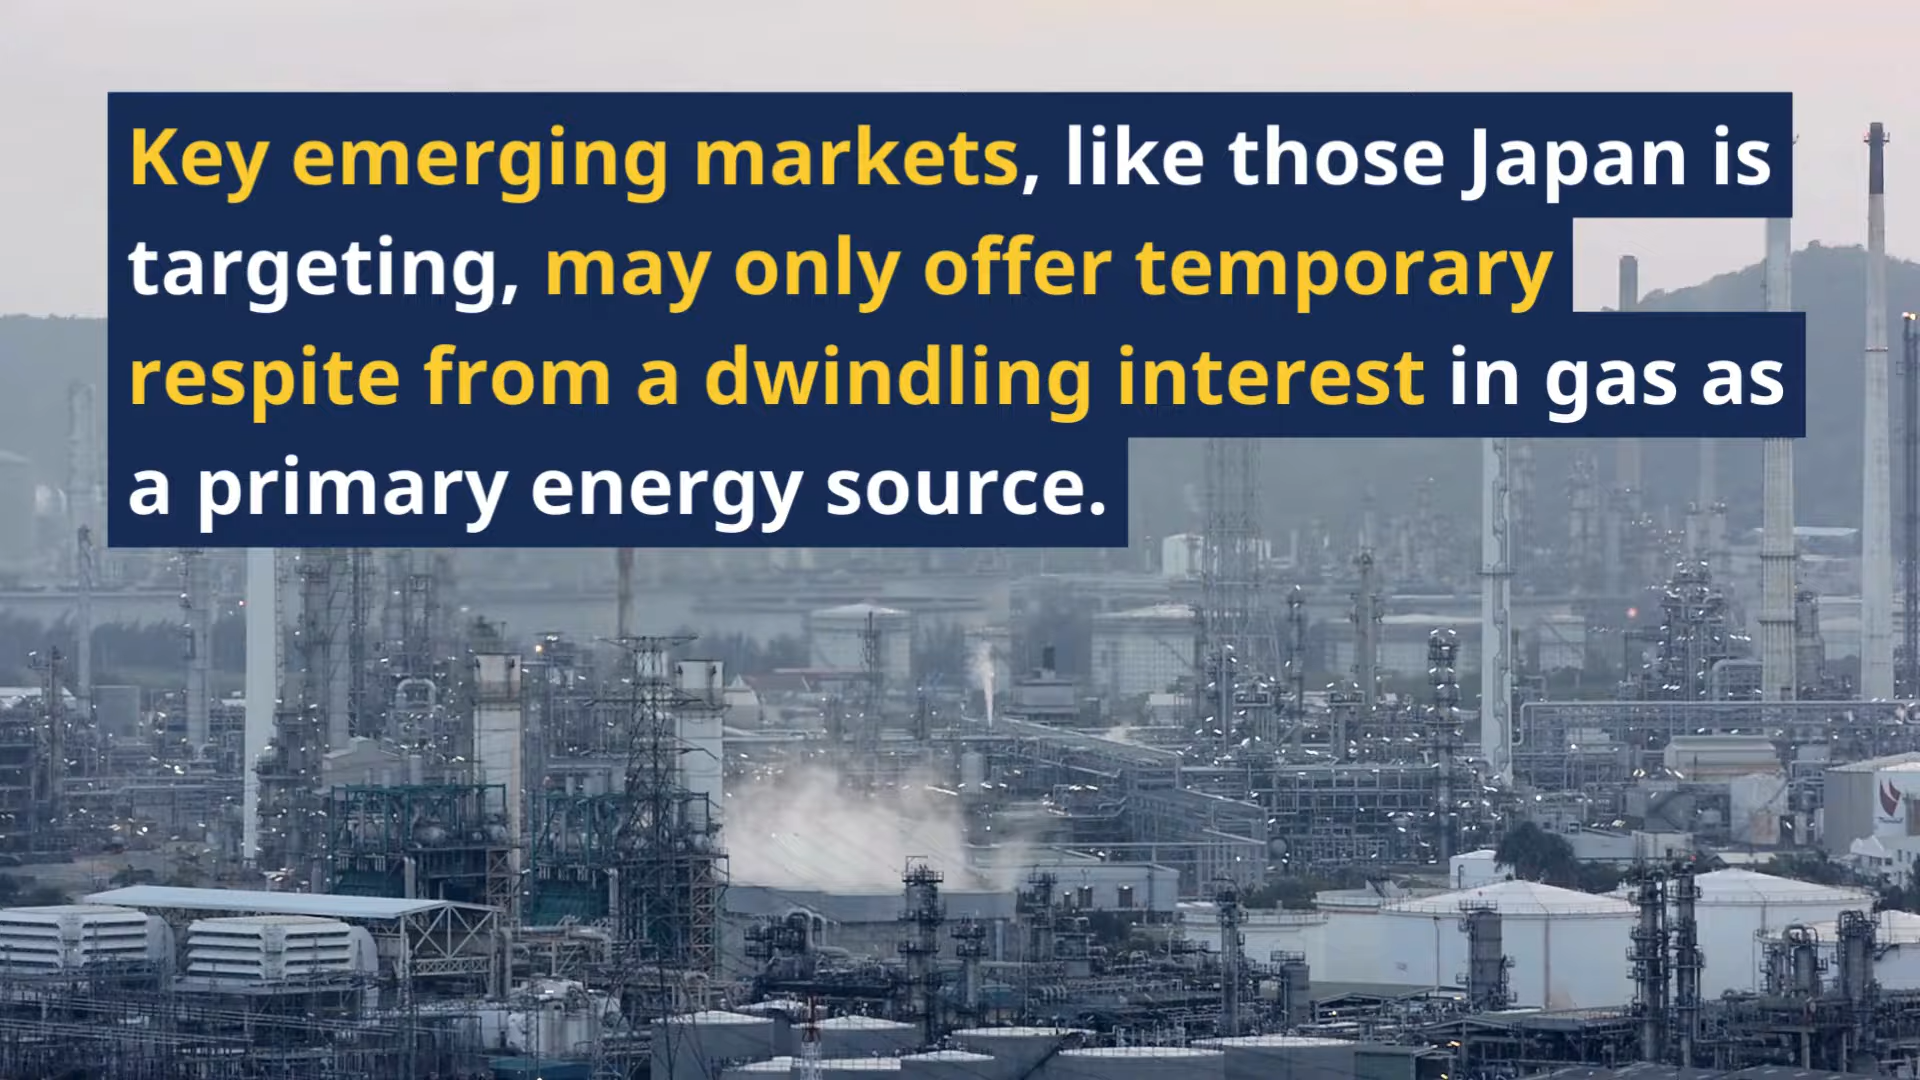 Key emerging markets, like those Japan is
targeting, may only offer temporary
respite from a dwindling interest in gas as
a primary energy source.